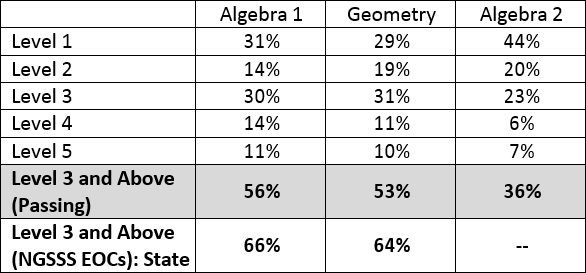 Algebra 1 Geometry Algebra 2
Level 1 31% 29% 44%
Level 2 14% 19% 20%
Level 3 30% 31% 23%
Level 4 14% 11% 6%
Level 5 11% 10% 7%
Level 3 and Above
(Passing) 56% 53% 36%
Level 3 and Above
(NGSSS EOCs): State 66% 64% --